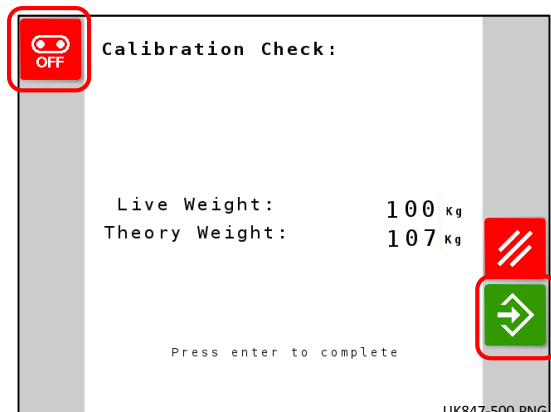 OFF
Calibration Check:
Live Weight: 100 Kg
Theory Weight: 107 Kg
Press enter to complete
UK847-500.PNG